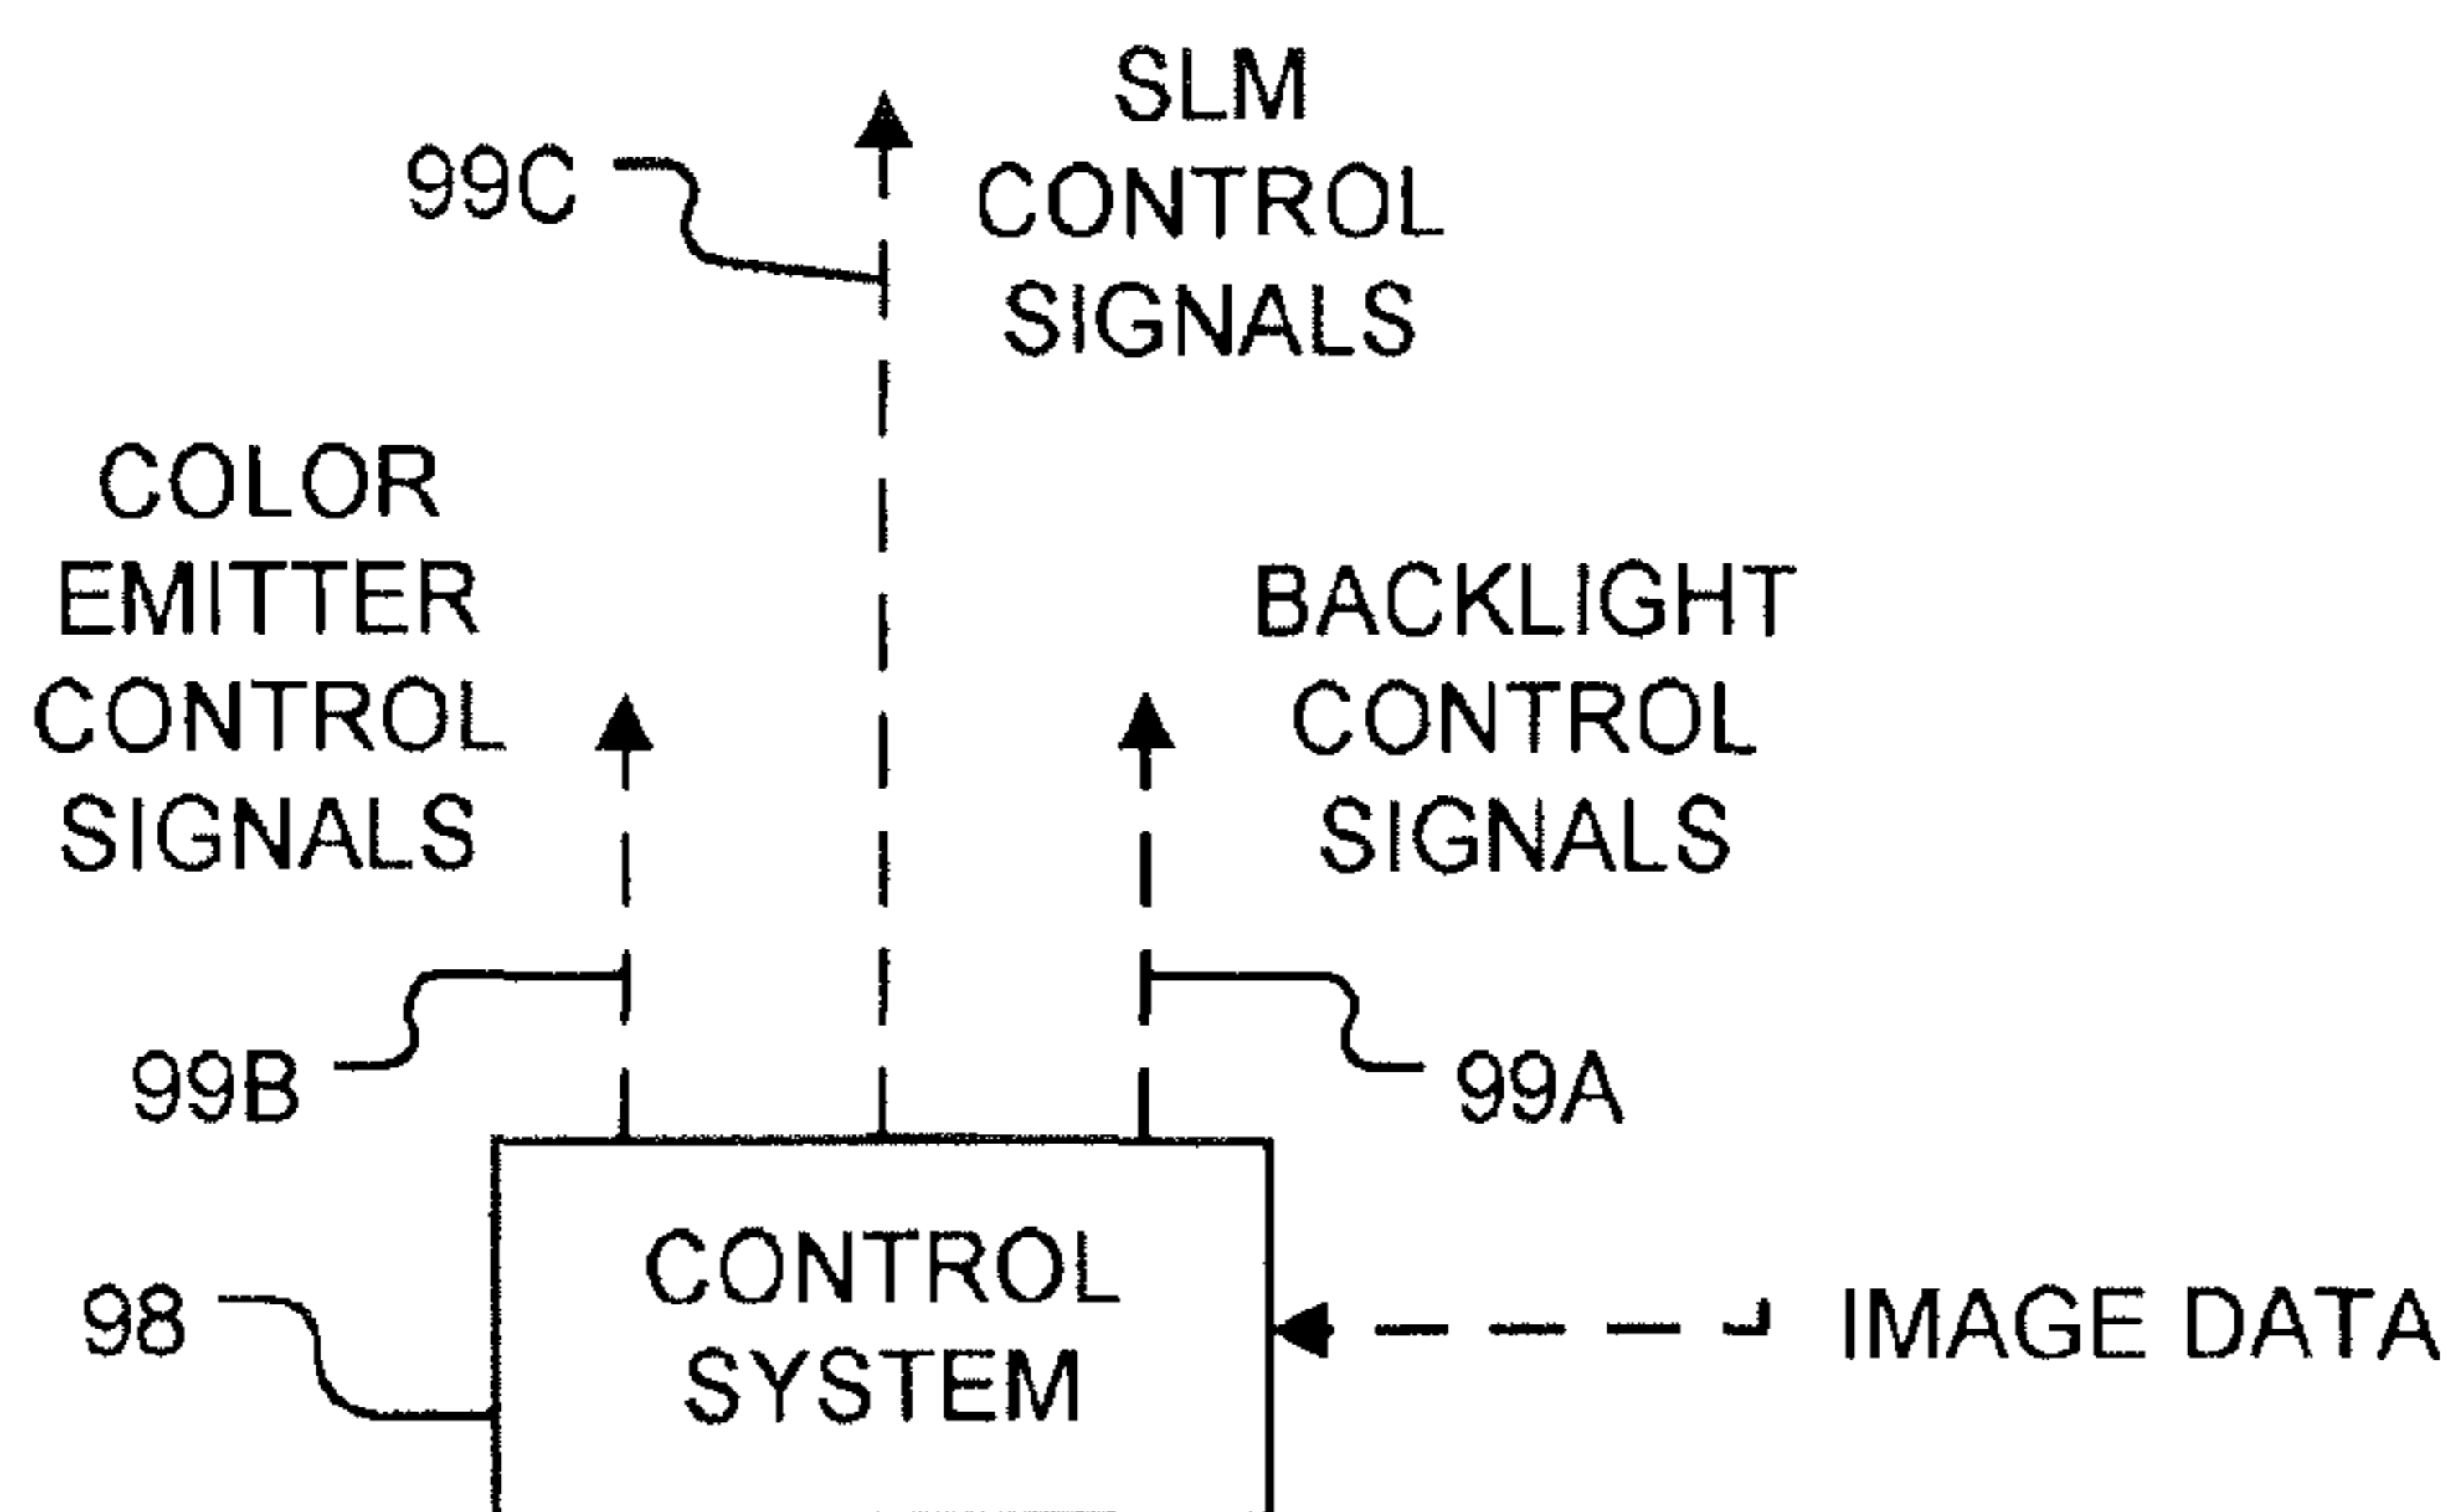 SLM
CONTROL
SIGNALS
99C
COLOR
EMITTER
CONTROL
SIGNALS
BACKLIGHT
CONTROL
SIGNALS
99B
99A
CONTROL
SYSTEM
98
IMAGE DATA